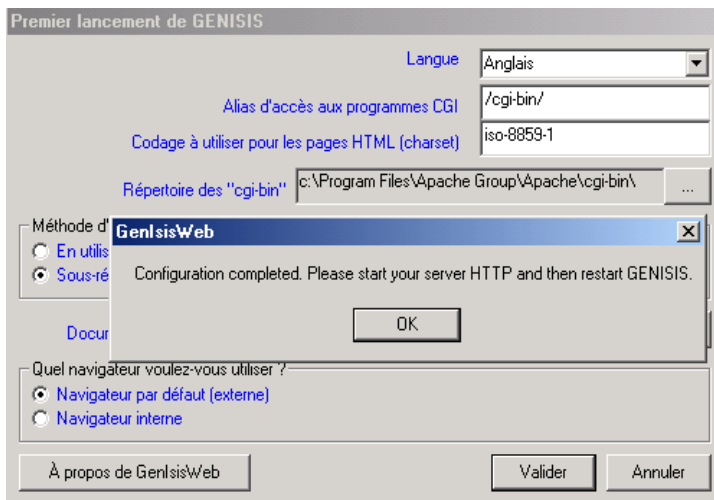 Premier lancement de GENISIS
Langue
Anglais
Alias d'accès aux programmes CGI
/cgi-bin/
Codage à utiliser pour les pages HTML (charset)
iso-8859-1
Répertoire des "cgi-bin"
c:\Program Files\Apache Group\Apache\cgi-bin\
...
Méthode d'
GenIsisWeb
En utilis
Sous-ré
Configuration completed. Please start your server HTTP and then restart GENISIS.
OK
Docum
Quel navigateur voulez-vous utiliser ?
Navigateur par défaut (externe)
Navigateur interne
À propos de GenIsisWeb
Valider
Annuler